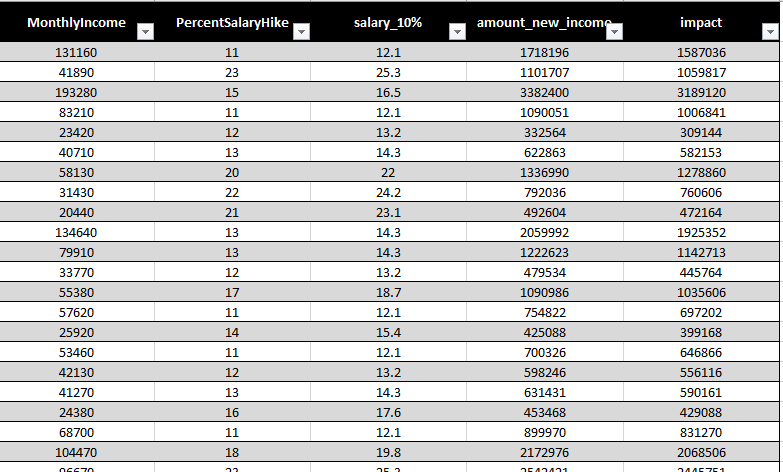 MonthlyIncome PercentSalaryHike salary_10% amount_new_income impact
131160 11 12.1 1718196 1587036
41890 23 25.3 1101707 1059817
193280 15 16.5 3382400 3189120
83210 11 12.1 1090051 1006841
23420 12 13.2 332564 309144
40710 13 14.3 622863 582153
58130 20 22 1336990 1278860
31430 22 24.2 792036 760606
20440 21 23.1 492604 472164
134640 13 14.3 2059992 1925352
79910 13 14.3 1222623 1142713
33770 12 13.2 479534 445764
55380 17 18.7 1090986 1035606
57620 11 12.1 754822 697202
25920 14 15.4 425088 399168
53460 11 12.1 700326 646866
42130 12 13.2 598246 556116
41270 13 14.3 631431 590161
24380 16 17.6 453468 429088
68700 11 12.1 899970 831270
104470 18 19.8 2172976 2068506